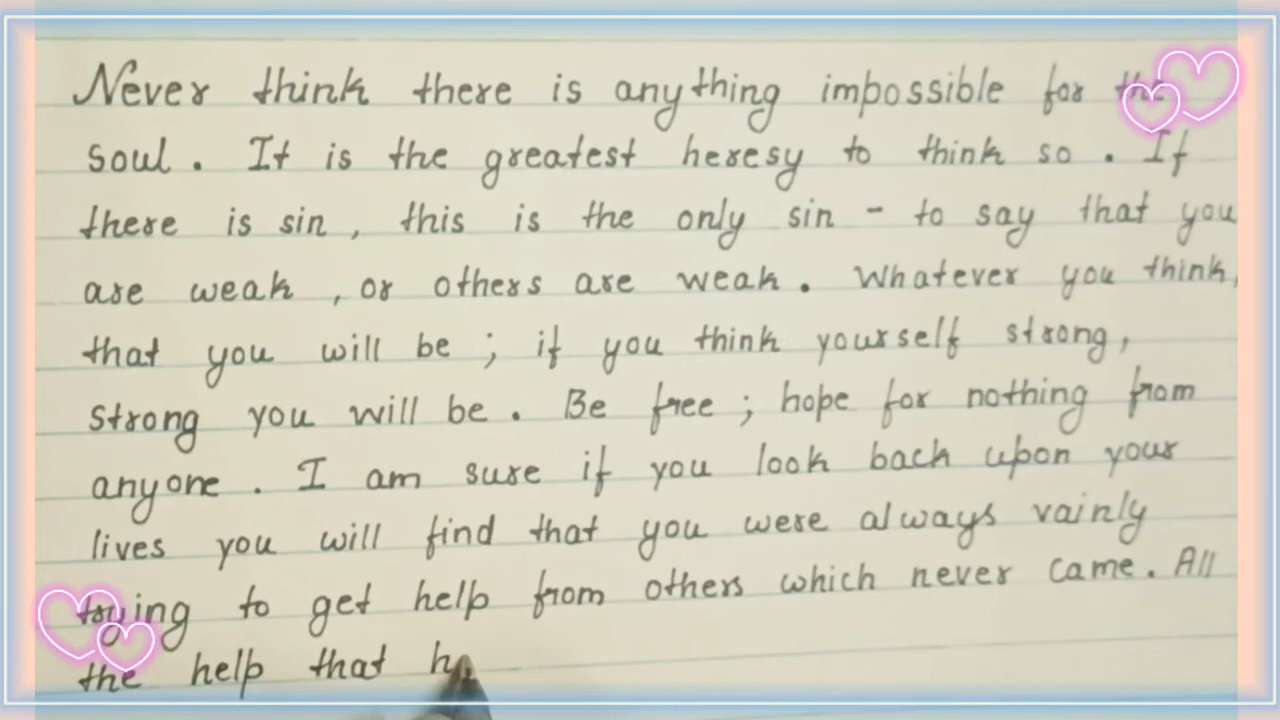 Never think there is anything impossible for the
soul. It is the greatest heresy to think so. If
there is sin, this is the only sin - to say that you
are weak, or others are weak. Whatever you think,
that you will be; if you think yourself strong,
strong you will be. Be free; hope for nothing from
anyone. I am sure if you look back upon your
lives you will find that you were always vainly
trying to get help from others which never came. All
the help that h